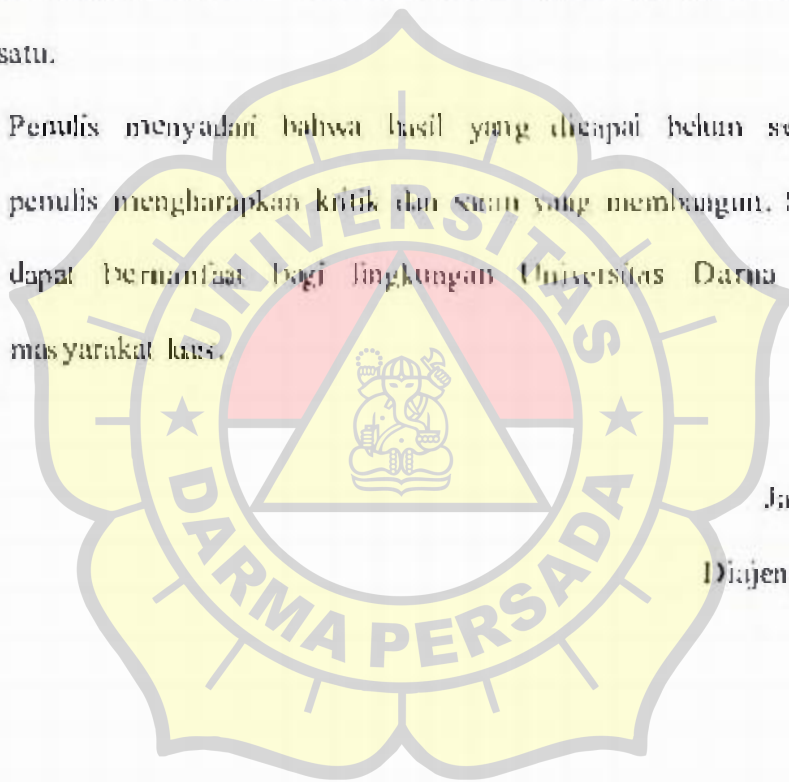 satu.
Penulis menyadari bahwa hasil yang dicapai belum se
penulis mengharapkan kritik dan saran yang membangun. S
dapat bermanfaat bagi lingkungan Universitas Darma
masyarakat luas.
Ja
Diajen
UNIVERSITAS
DARMA PERSADA